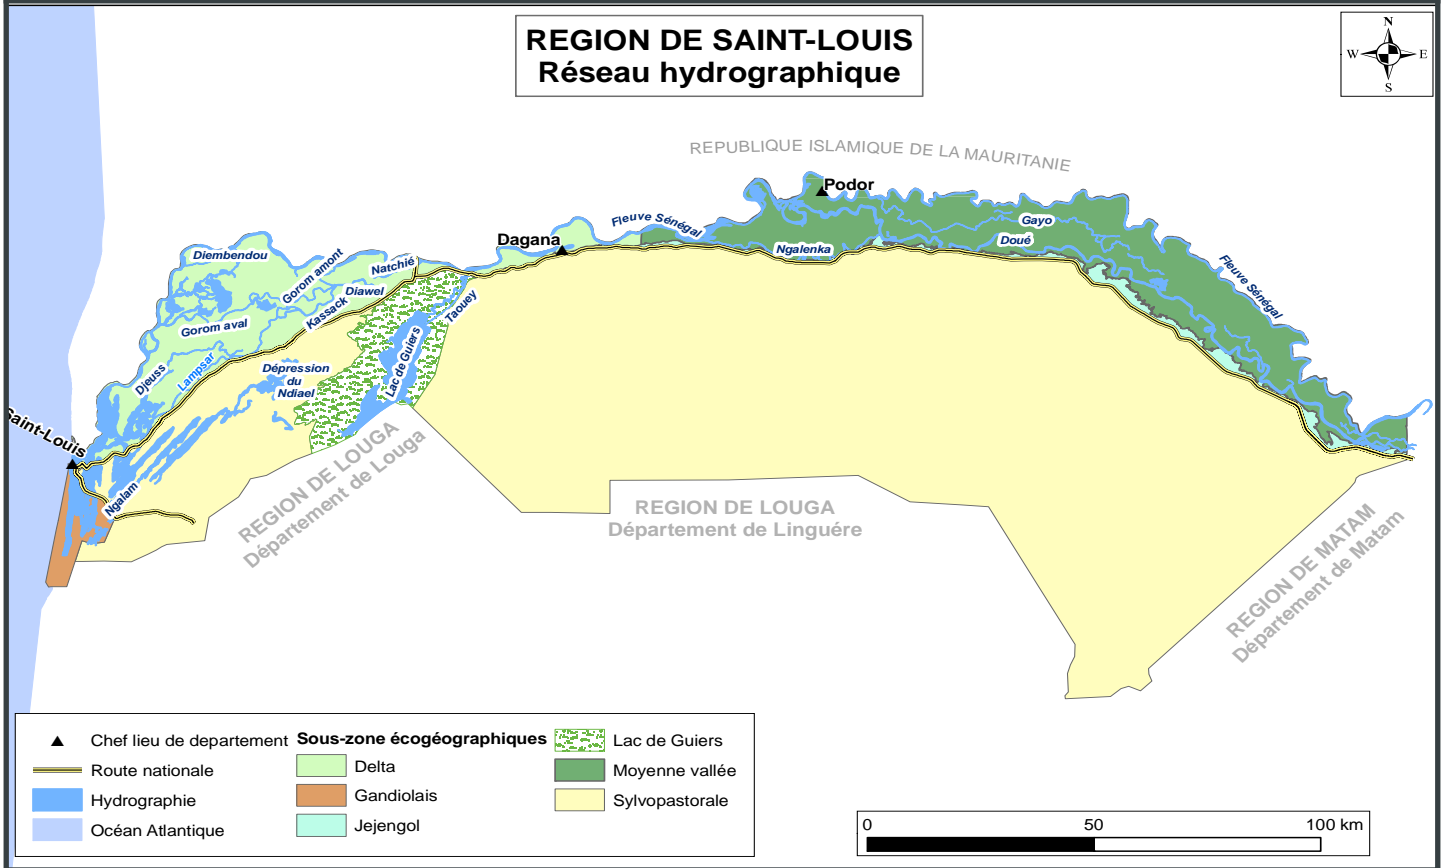 REGION DE SAINT-LOUIS
Réseau hydrographique
N
W
E
S
REPUBLIQUE ISLAMIQUE DE LA MAURITANIE
Podor
Fleuve Sénégal
Gayo
Dagana
Ngalenka
Doué
Diembendou
Gorom amont
Natchié
Fleuve Sénégal
Diawel
Kassack
Taouey
Gorom aval
Lac de Guiers
Lampsar
Djeuss
Dépression
du
Ndiael
Saint-Louis
Ngalam
REGION DE LOUGA
Département de Louga
REGION DE LOUGA
Département de Linguére
REGION DE MATAM
Département de Matam
Chef lieu de departement
Route nationale
Hydrographie
Océan Atlantique
Sous-zone écogéographiques
Delta
Gandiolais
Jejengol
Lac de Guiers
Moyenne vallée
Sylvopastorale
0
50
100 km